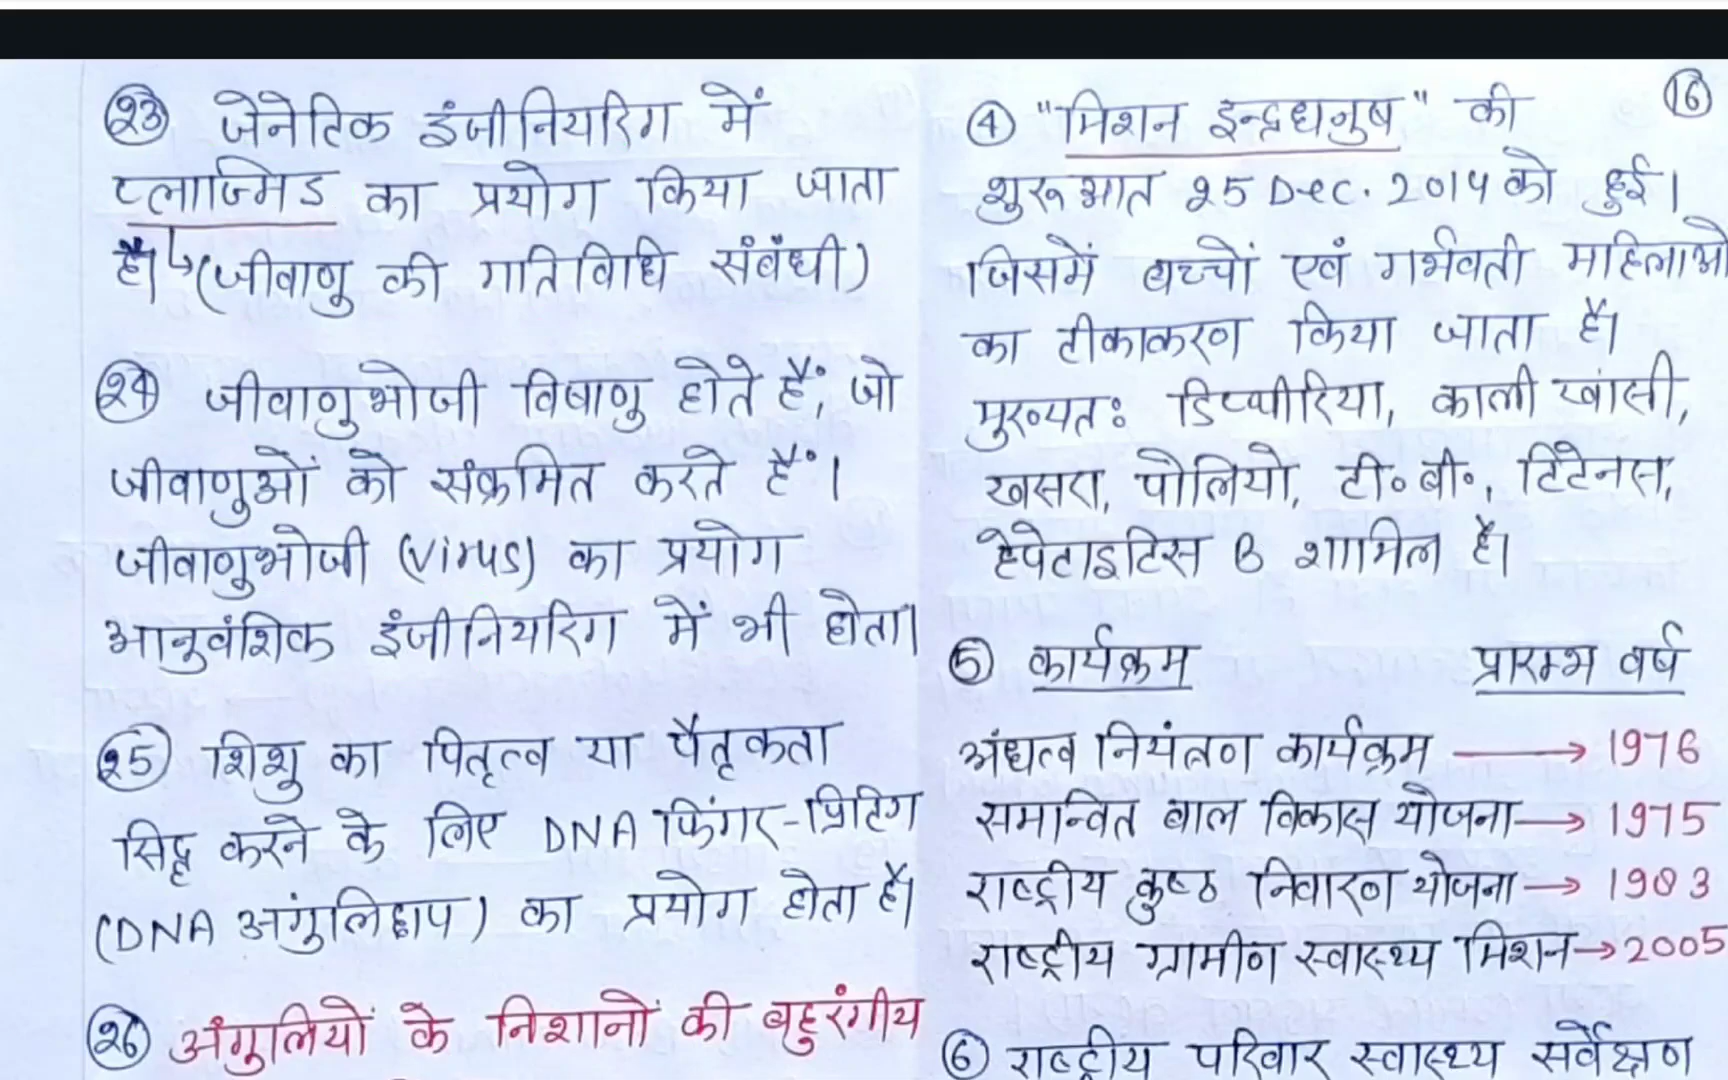 (23) जेनेटिक इंजीनियरिंग में
प्लाज्मिड का प्रयोग किया जाता
है। ↳(जीवाणु की गतिविधि संबंधी)
(24) जीवाणुभोजी विषाणु होते हैं, जो
जीवाणुओं को संक्रमित करते हैं।
जीवाणुभोजी (Virus) का प्रयोग
आनुवंशिक इंजीनियरिंग में भी होता।
(25) शिशु का पितृत्व या पैतृकता
सिद्ध करने के लिए DNA फिंगर-प्रिटिंग
(DNA अंगुलिछाप) का प्रयोग होता है।
(26) अंगुलियों के निशानों की बहुरंगीय
(16)
(4) "मिशन इन्द्रधनुष" की
शुरूआत 25 Dec. 2014 को हुई।
जिसमें बच्चों एवं गर्भवती महिलाओ
का टीकाकरण किया जाता है।
मुख्यतः डिप्थीरिया, काली खांसी,
खसरा, पोलियो, टी० बी०, टिटेनस,
हेपेटाइटिस B शामिल है।
(5) कार्यक्रम प्रारम्भ वर्ष
अंधत्व नियंत्रण कार्यक्रम → 1976
समन्वित बाल विकास योजना → 1975
राष्ट्रीय कुष्ठ निवारण योजना → 1983
राष्ट्रीय ग्रामीण स्वास्थ्य मिशन → 2005
(6) राष्ट्रीय परिवार स्वास्थ्य सर्वेक्षण